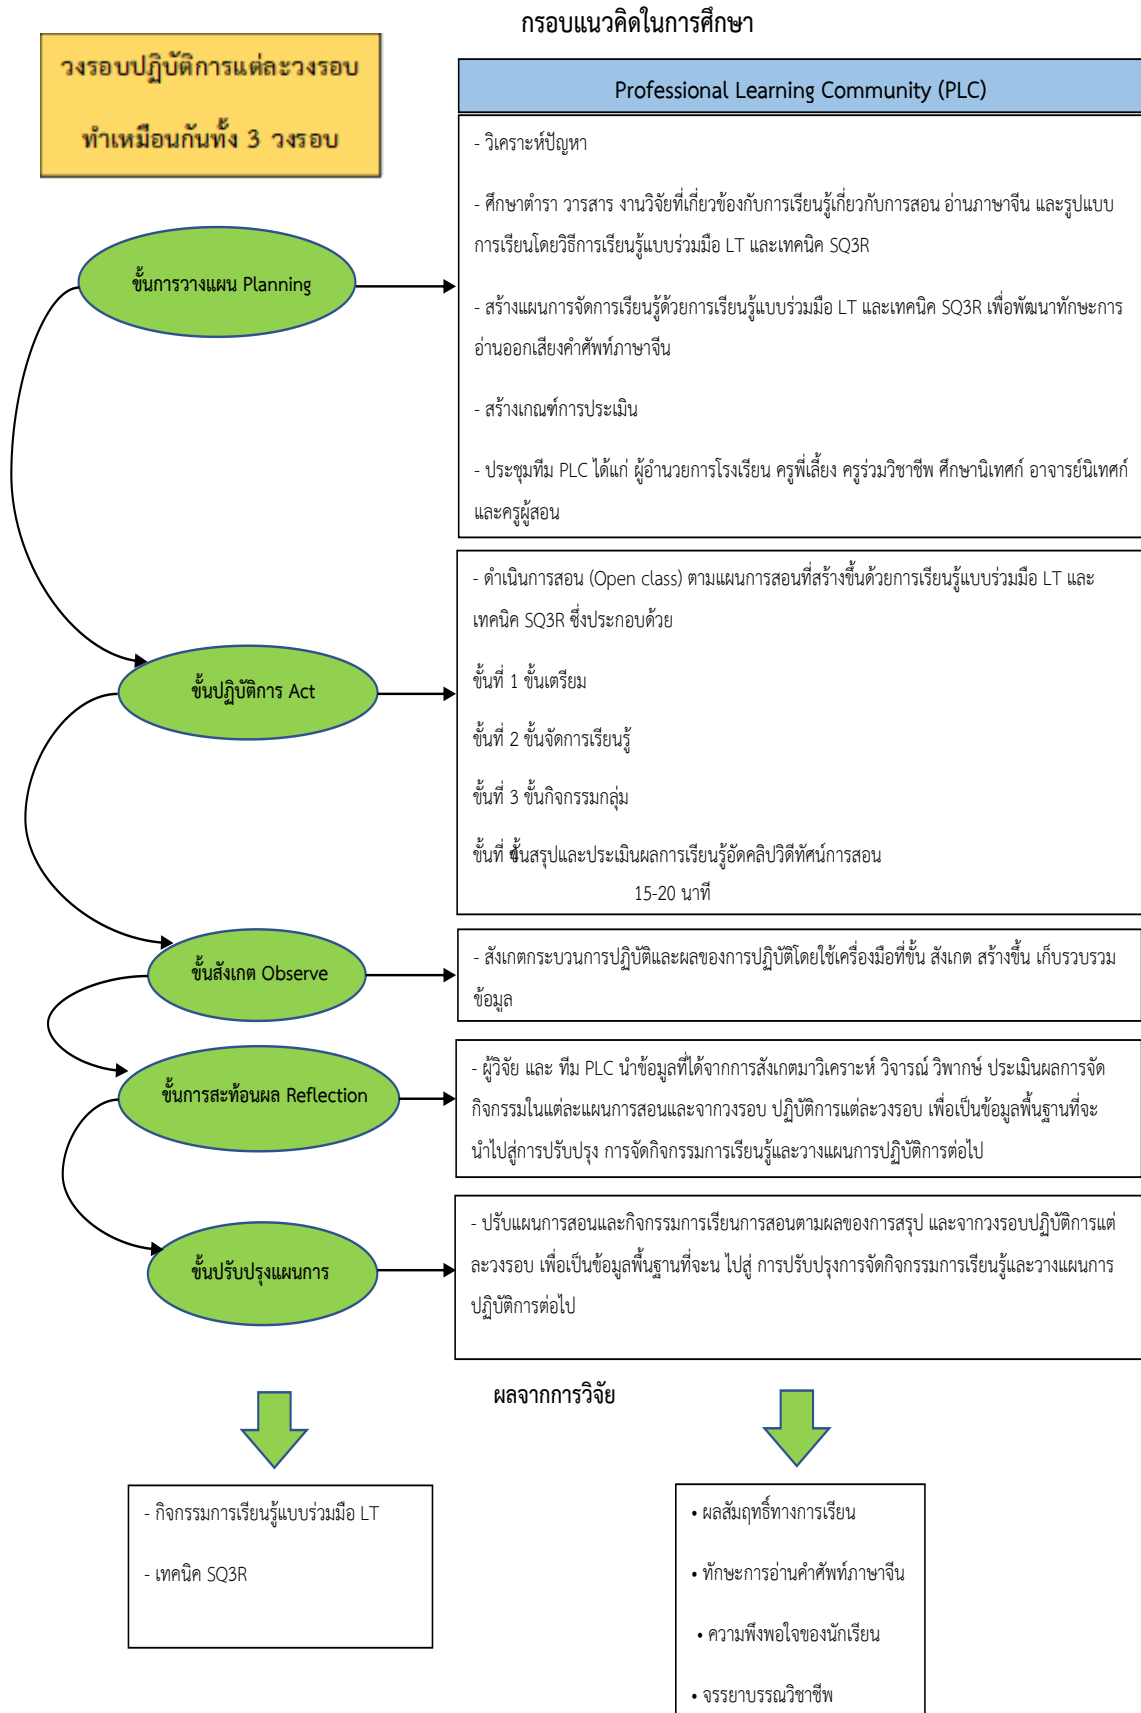 กรอบแนวคิดในการศึกษา
วงรอบปฏิบัติการแต่ละวงรอบ
ทำเหมือนกันทั้ง 3 วงรอบ
Professional Learning Community (PLC)
ขั้นการวางแผน Planning
- วิเคราะห์ปัญหา
- ศึกษาตำรา วารสาร งานวิจัยที่เกี่ยวข้องกับการเรียนรู้เกี่ยวกับการสอน อ่านภาษาจีน และรูปแบบ
การเรียนโดยวิธีการเรียนรู้แบบร่วมมือ LT และเทคนิค SQ3R
- สร้างแผนการจัดการเรียนรู้ด้วยการเรียนรู้แบบร่วมมือ LT และเทคนิค SQ3R เพื่อพัฒนาทักษะการ
อ่านออกเสียงคำศัพท์ภาษาจีน
- สร้างเกณฑ์การประเมิน
- ประชุมทีม PLC ได้แก่ ผู้อำนวยการโรงเรียน ครูพี่เลี้ยง ครูร่วมวิชาชีพ ศึกษานิเทศก์ อาจารย์นิเทศก์
และครูผู้สอน
ขั้นปฏิบัติการ Act
- ดำเนินการสอน (Open class) ตามแผนการสอนที่สร้างขึ้นด้วยการเรียนรู้แบบร่วมมือ LT และ
เทคนิค SQ3R ซึ่งประกอบด้วย
ขั้นที่ 1 ขั้นเตรียม
ขั้นที่ 2 ขั้นจัดการเรียนรู้
ขั้นที่ 3 ขั้นกิจกรรมกลุ่ม
ขั้นที่ 4 ขั้นสรุปและประเมินผลการเรียนรู้อัดคลิปวิดีทัศน์การสอน
15-20 นาที
ขั้นสังเกต Observe
- สังเกตกระบวนการปฏิบัติและผลของการปฏิบัติโดยใช้เครื่องมือที่ขั้น สังเกต สร้างขึ้น เก็บรวบรวม
ข้อมูล
ขั้นการสะท้อนผล Reflection
- ผู้วิจัย และ ทีม PLC นำข้อมูลที่ได้จากการสังเกตมาวิเคราะห์ วิจารณ์ วิพากษ์ ประเมินผลการจัด
กิจกรรมในแต่ละแผนการสอนและจากวงรอบ ปฏิบัติการแต่ละวงรอบ เพื่อเป็นข้อมูลพื้นฐานที่จะ
นำไปสู่การปรับปรุง การจัดกิจกรรมการเรียนรู้และวางแผนการปฏิบัติการต่อไป
ขั้นปรับปรุงแผนการ
- ปรับแผนการสอนและกิจกรรมการเรียนการสอนตามผลของการสรุป และจากวงรอบปฏิบัติการแต่
ละวงรอบ เพื่อเป็นข้อมูลพื้นฐานที่จะน ไปสู่ การปรับปรุงการจัดกิจกรรมการเรียนรู้และวางแผนการ
ปฏิบัติการต่อไป
ผลจากการวิจัย
- กิจกรรมการเรียนรู้แบบร่วมมือ LT
- เทคนิค SQ3R
• ผลสัมฤทธิ์ทางการเรียน
• ทักษะการอ่านคำศัพท์ภาษาจีน
• ความพึงพอใจของนักเรียน
• จรรยาบรรณวิชาชีพ